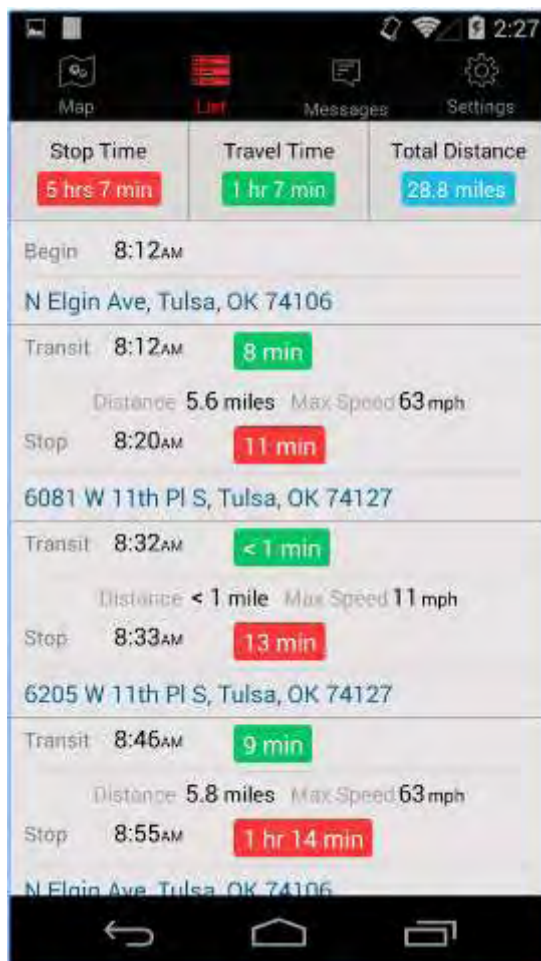 2:27
Map List Messages Settings
Stop Time Travel Time Total Distance
5 hrs 7 min 1 hr 7 min 28.8 miles
Begin 8:12AM
N Elgin Ave, Tulsa, OK 74106
Transit 8:12AM 8 min
Distance 5.6 miles Max Speed 63 mph
Stop 8:20AM 11 min
6081 W 11th Pl S, Tulsa, OK 74127
Transit 8:32AM < 1 min
Distance < 1 mile Max Speed 11 mph
Stop 8:33AM 13 min
6205 W 11th Pl S, Tulsa, OK 74127
Transit 8:46AM 9 min
Distance 5.8 miles Max Speed 63 mph
Stop 8:55AM 1 hr 14 min
N Elgin Ave, Tulsa, OK 74106